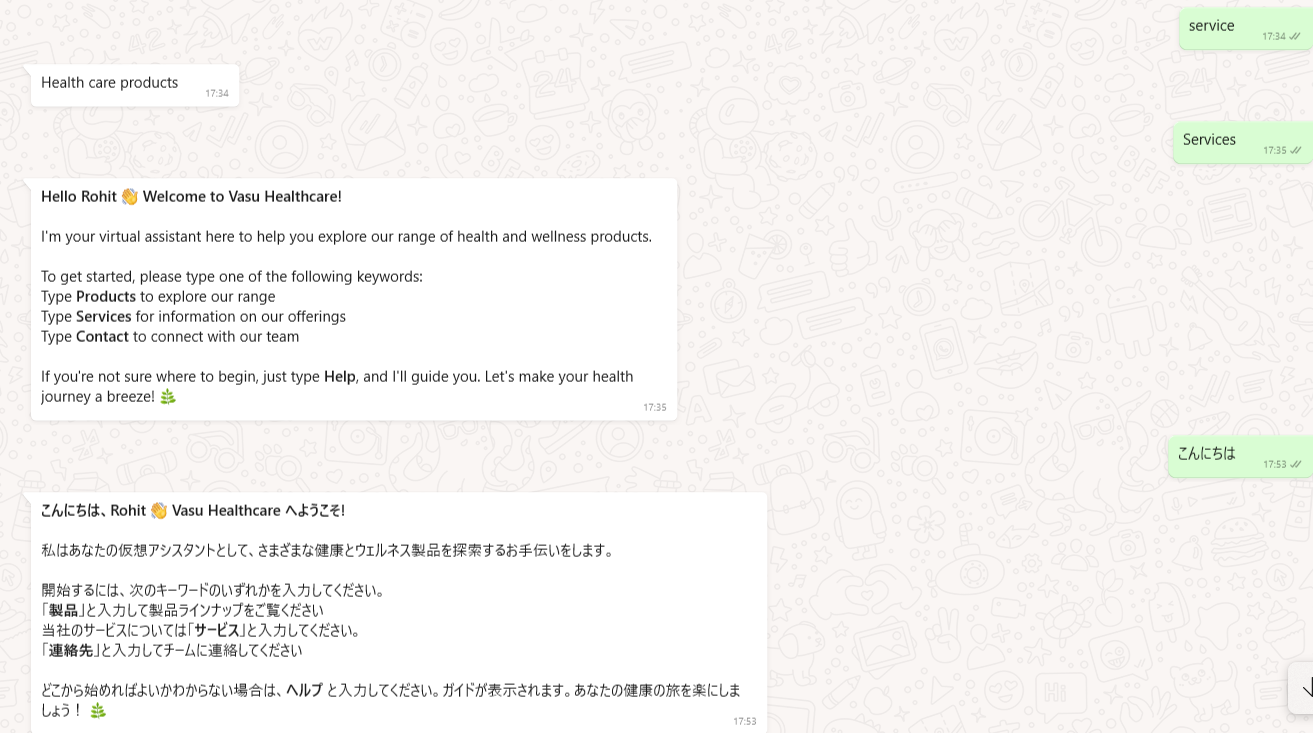 service
17:34
Health care products
17:34
Services
17:35
Hello Rohit 👋 Welcome to Vasu Healthcare!
I'm your virtual assistant here to help you explore our range of health and wellness products.
To get started, please type one of the following keywords:
Type Products to explore our range
Type Services for information on our offerings
Type Contact to connect with our team
If you're not sure where to begin, just type Help, and I'll guide you. Let's make your health
journey a breeze! 🌿
17:35
こんにちは
17:53
こんにちは、Rohit 👋 Vasu Healthcare へようこそ!
私はあなたの仮想アシスタントとして、さまざまな健康とウェルネス製品を探索するお手伝いをします。
開始するには、次のキーワードのいずれかを入力してください。
「製品」と入力して製品ラインナップをご覧ください
当社のサービスについては「サービス」と入力してください。
「連絡先」と入力してチームに連絡してください
どこから始めればよいかわからない場合は、ヘルプ と入力してください。ガイドが表示されます。あなたの健康の旅を楽にしま
しょう！ 🌿
17:53